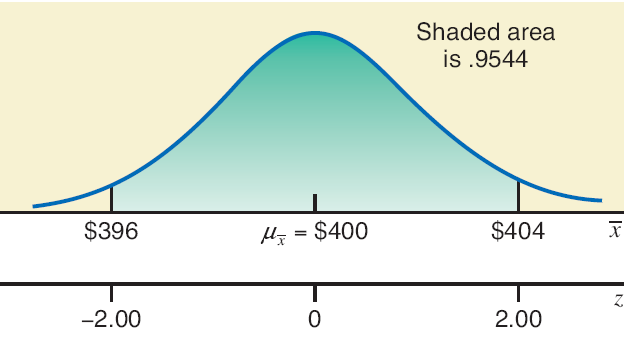 Shaded area
is .9544
$396 μx̅ = $400 $404 x̅
z
−2.00 0 2.00